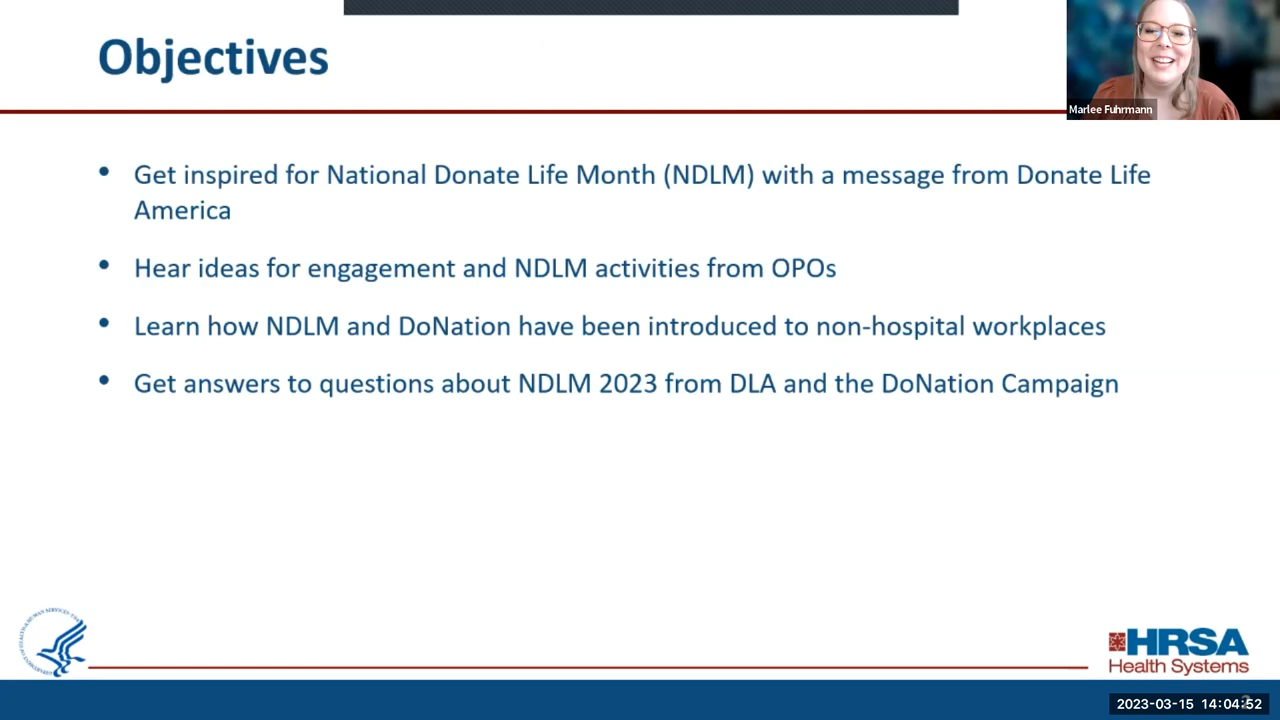 Objectives
Marlee Fuhrmann
• Get inspired for National Donate Life Month (NDLM) with a message from Donate Life
America
• Hear ideas for engagement and NDLM activities from OPOs
• Learn how NDLM and DoNation have been introduced to non-hospital workplaces
• Get answers to questions about NDLM 2023 from DLA and the DoNation Campaign
HRSA
Health Systems
2023-03-15 14:04:52